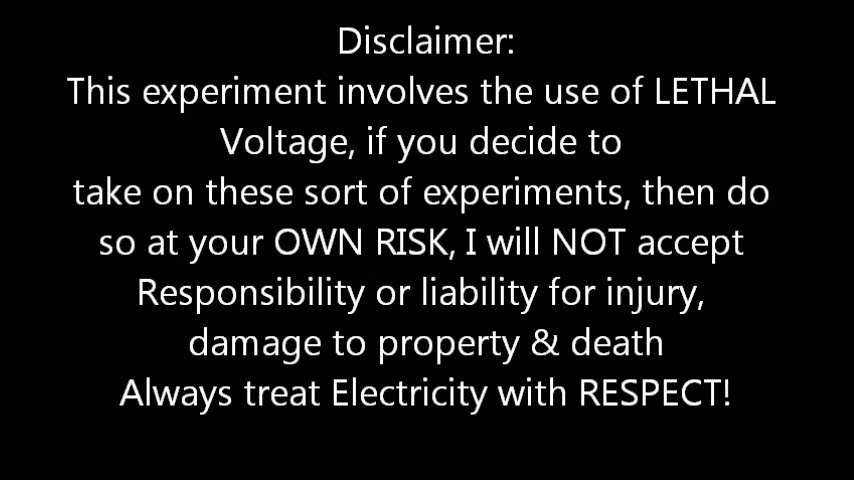 Disclaimer:
This experiment involves the use of LETHAL
Voltage, if you decide to
take on these sort of experiments, then do
so at your OWN RISK, I will NOT accept
Responsibility or liability for injury,
damage to property & death
Always treat Electricity with RESPECT!